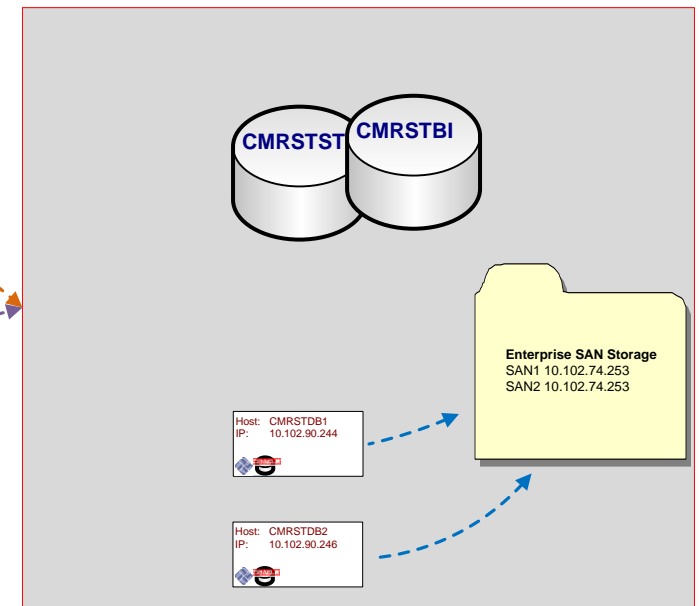 CMRSTST
CMRSTBI
Enterprise SAN Storage
SAN1 10.102.74.253
SAN2 10.102.74.253
Host: CMRSTDB1
IP: 10.102.90.244
Host: CMRSTDB2
IP: 10.102.90.246